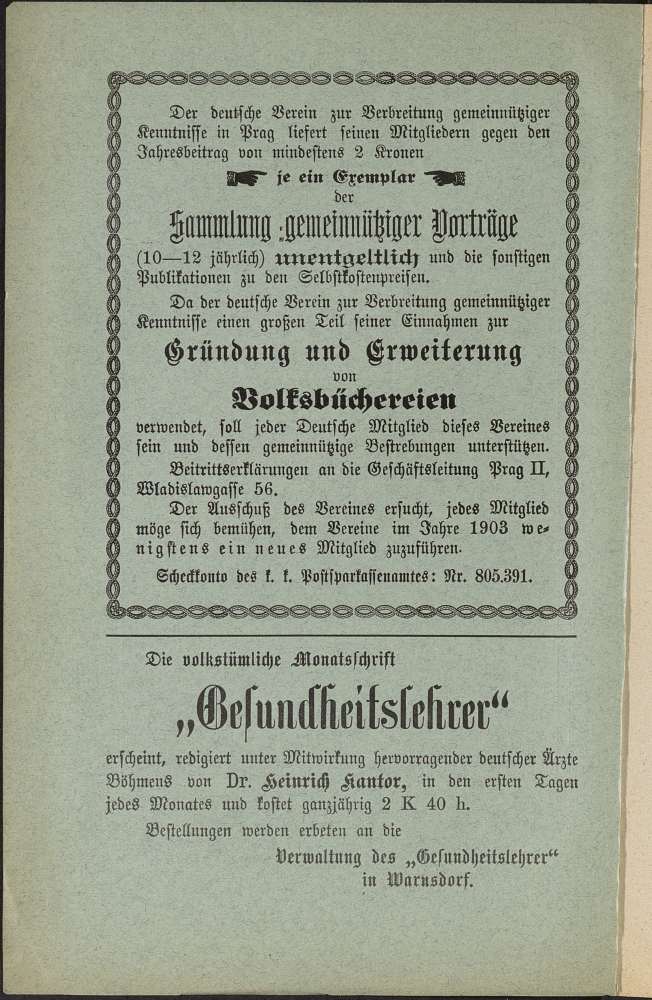 Der deutsche Verein zur Verbreitung gemeinnütziger
Kenntnisse in Prag liefert seinen Mitgliedern gegen den
Jahresbeitrag von mindestens 2 Kronen
je ein Exemplar
der
Sammlung gemeinnütziger Vorträge
(10—12 jährlich) unentgeltlich und die sonstigen
Publikationen zu den Selbstkostenpreisen.
Da der deutsche Verein zur Verbreitung gemeinnütziger
Kenntnisse einen großen Teil seiner Einnahmen zur
Gründung und Erweiterung
von
Volksbüchereien
verwendet, soll jeder Deutsche Mitglied dieses Vereines
sein und dessen gemeinnützige Bestrebungen unterstützen.
Beitrittserklärungen an die Geschäftsleitung Prag II,
Wladislawgasse 56.
Der Ausschuß des Vereines ersucht, jedes Mitglied
möge sich bemühen, dem Vereine im Jahre 1903 we-
nigstens ein neues Mitglied zuzuführen.
Scheckkonto des k. k. Postsparkassenamtes: Nr. 805.391.
Die volkstümliche Monatsschrift
„Gesundheitslehrer“
erscheint, redigiert unter Mitwirkung hervorragender deutscher Ärzte
Böhmens von Dr. Heinrich Kantor, in den ersten Tagen
jedes Monates und kostet ganzjährig 2 K 40 h.
Bestellungen werden erbeten an die
Verwaltung des „Gesundheitslehrer“
in Warnsdorf.